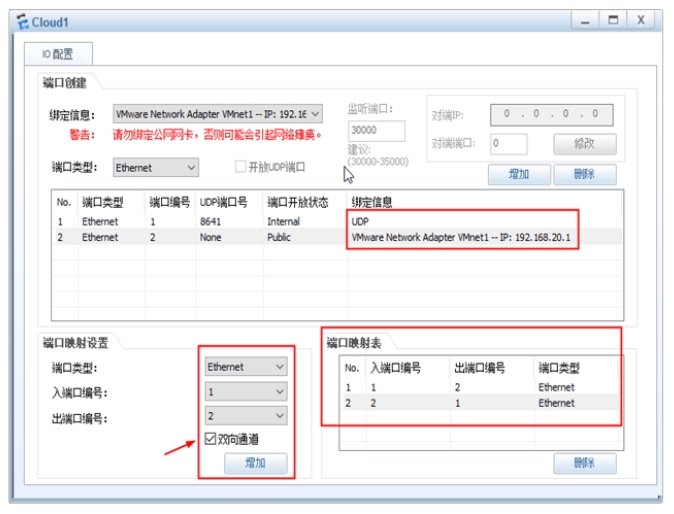 Cloud1
IO 配置
端口创建
绑定信息: VMware Network Adapter VMnet1 -- IP: 192.16
警告: 请勿绑定公网网卡，否则可能会引起网络瘫痪。
端口类型: Ethernet 开放UDP端口
监听端口:
30000
建议:
(30000-35000)
对端IP: 0 . 0 . 0 . 0
对端端口: 0 修改
增加 删除
No. 端口类型 端口编号 UDP端口号 端口开放状态 绑定信息
1 Ethernet 1 8641 Internal UDP
2 Ethernet 2 None Public VMware Network Adapter VMnet1 -- IP: 192.168.20.1
端口映射设置
端口类型: Ethernet
入端口编号: 1
出端口编号: 2
双向通道
增加
端口映射表
No. 入端口编号 出端口编号 端口类型
1 1 2 Ethernet
2 2 1 Ethernet
删除